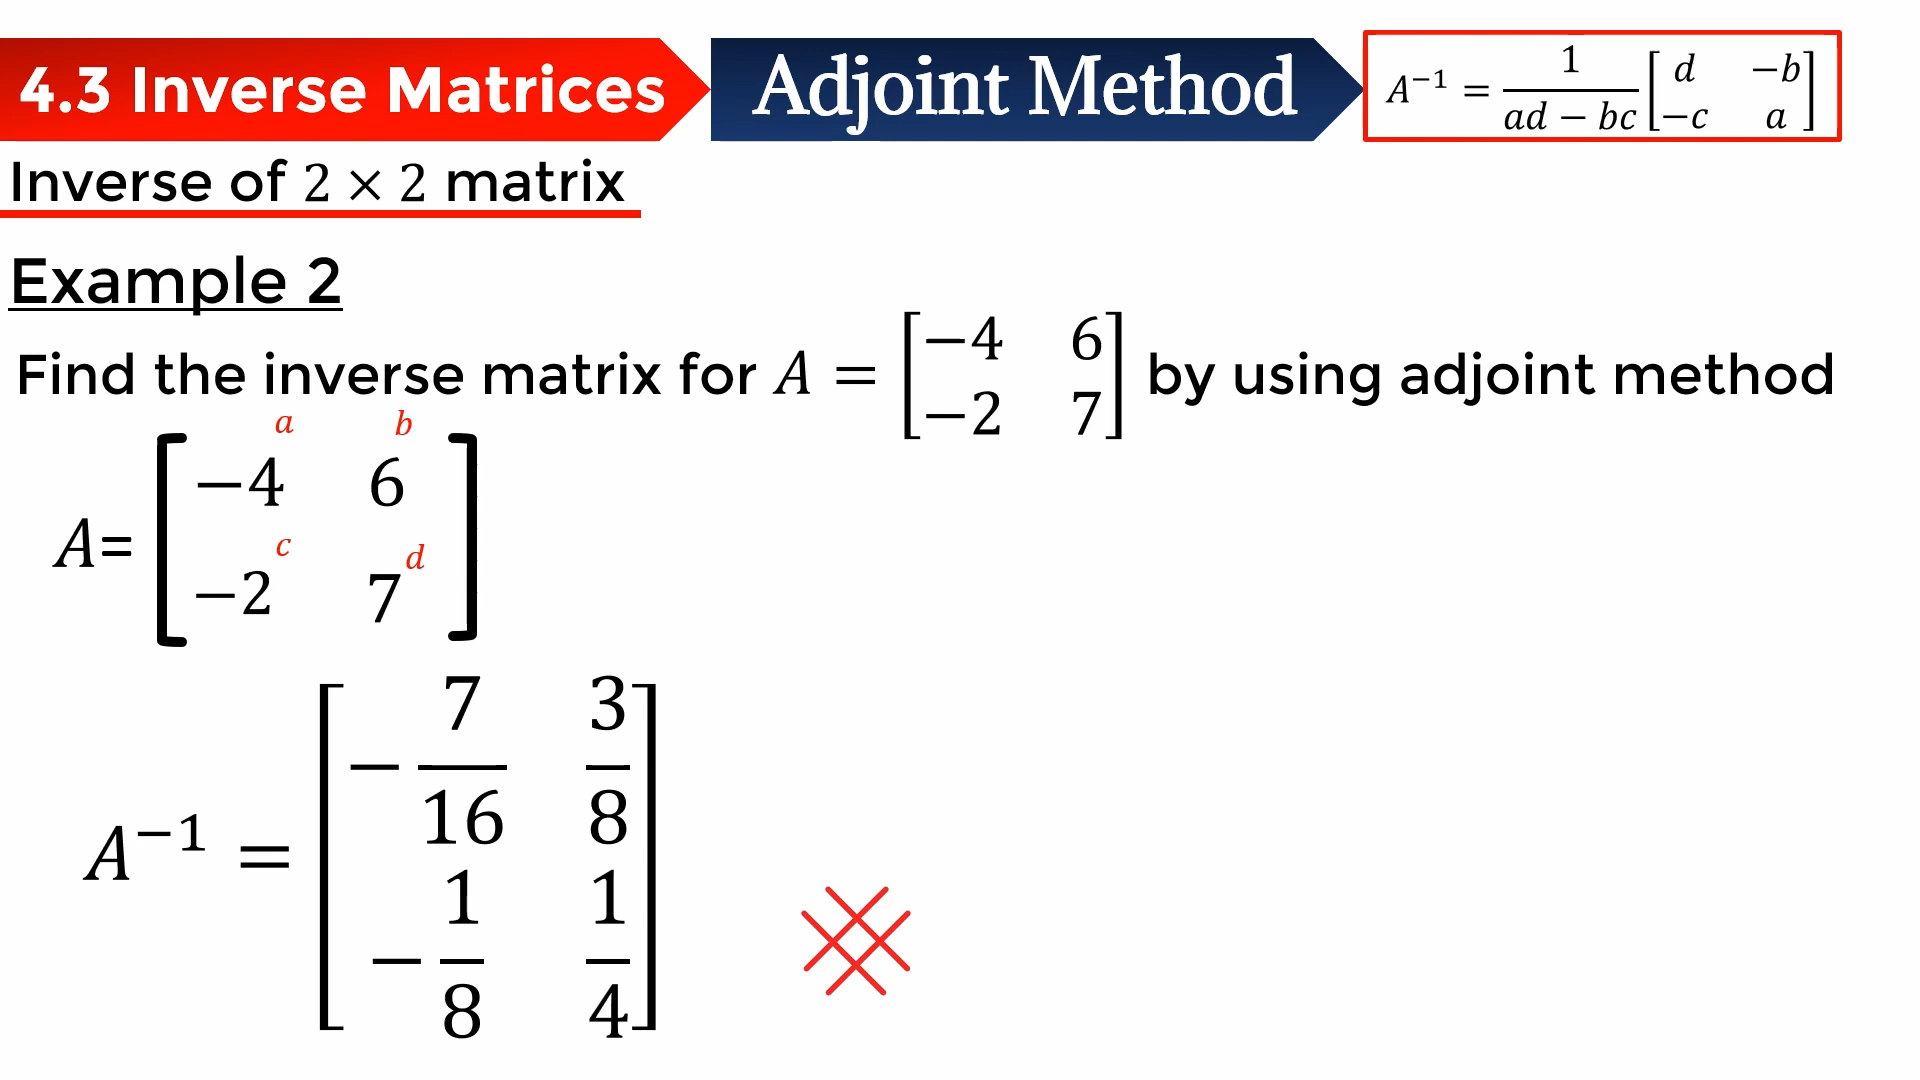 4.3 Inverse Matrices Adjoint Method A⁻¹ = 1/(ad − bc) [d −b; −c a]
Inverse of 2 × 2 matrix
Example 2
Find the inverse matrix for A = [−4 6; −2 7] by using adjoint method
a b
A= [−4 6; −2 7]
c d
A⁻¹ = [−7/16 3/8; −1/8 1/4]